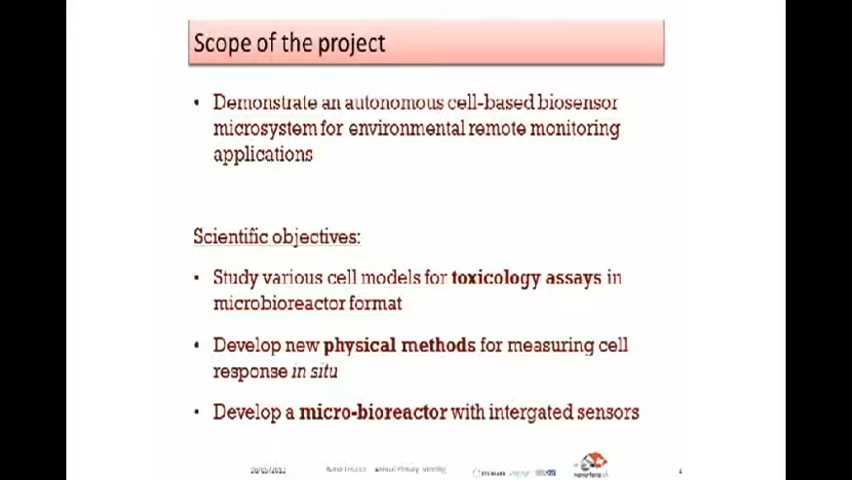 Scope of the project
• Demonstrate an autonomous cell-based biosensor
microsystem for environmental remote monitoring
applications
Scientific objectives:
• Study various cell models for toxicology assays in
microbioreactor format
• Develop new physical methods for measuring cell
response in situ
• Develop a micro-bioreactor with intergated sensors